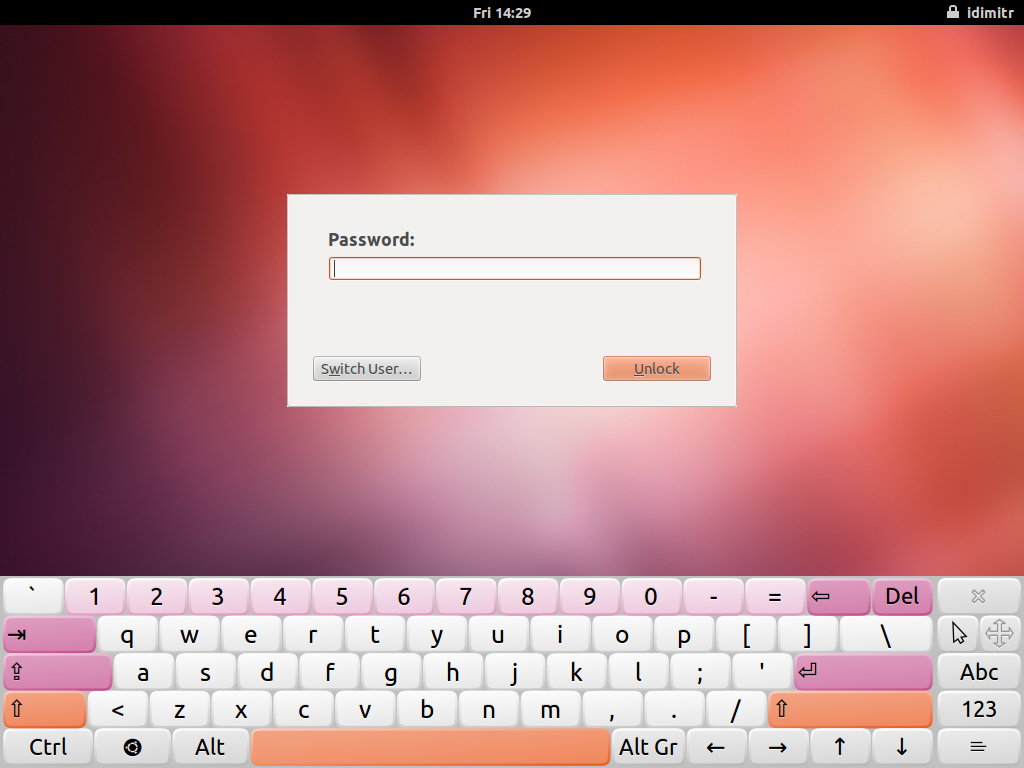 Fri 14:29 idimitr
Password:
Switch User... Unlock
` 1 2 3 4 5 6 7 8 9 0 - = ⇦ Del
⇥ q w e r t y u i o p [ ] \
⇪ a s d f g h j k l ; ' ⏎ Abc
⇧ < z x c v b n m , . / ⇧ 123
Ctrl Alt Alt Gr ← → ↑ ↓